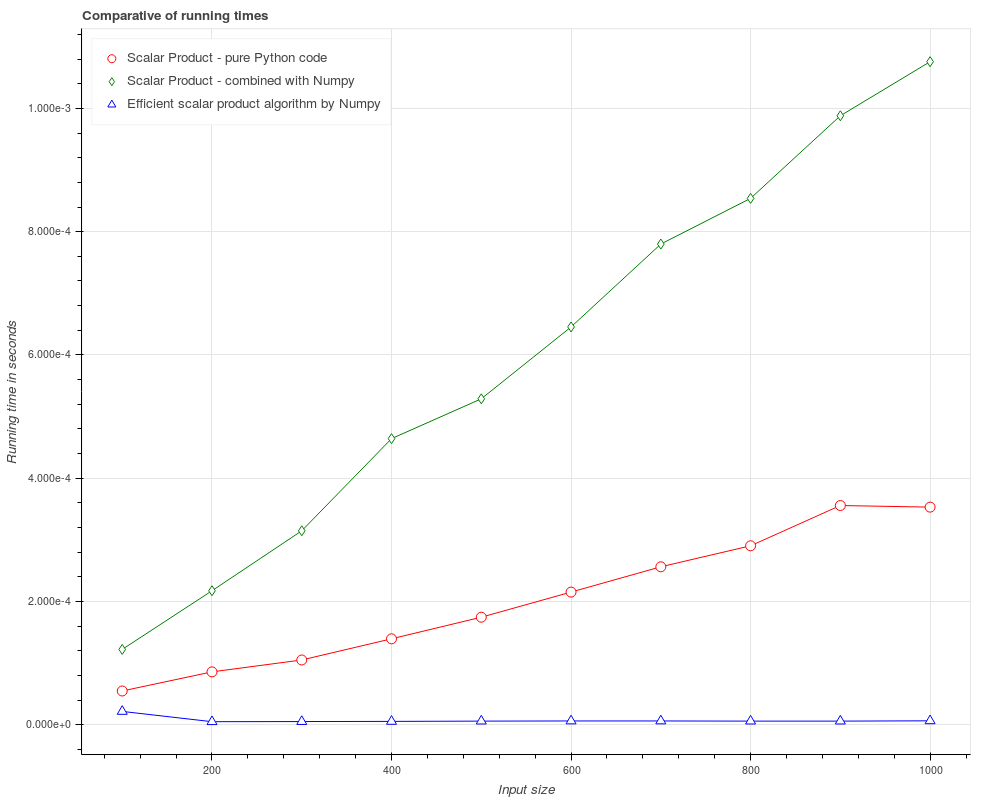 Comparative of running times
Scalar Product - pure Python code
Scalar Product - combined with Numpy
Efficient scalar product algorithm by Numpy
1.000e-3
8.000e-4
6.000e-4
4.000e-4
2.000e-4
0.000e+0
Running time in seconds
200
400
600
800
1000
Input size